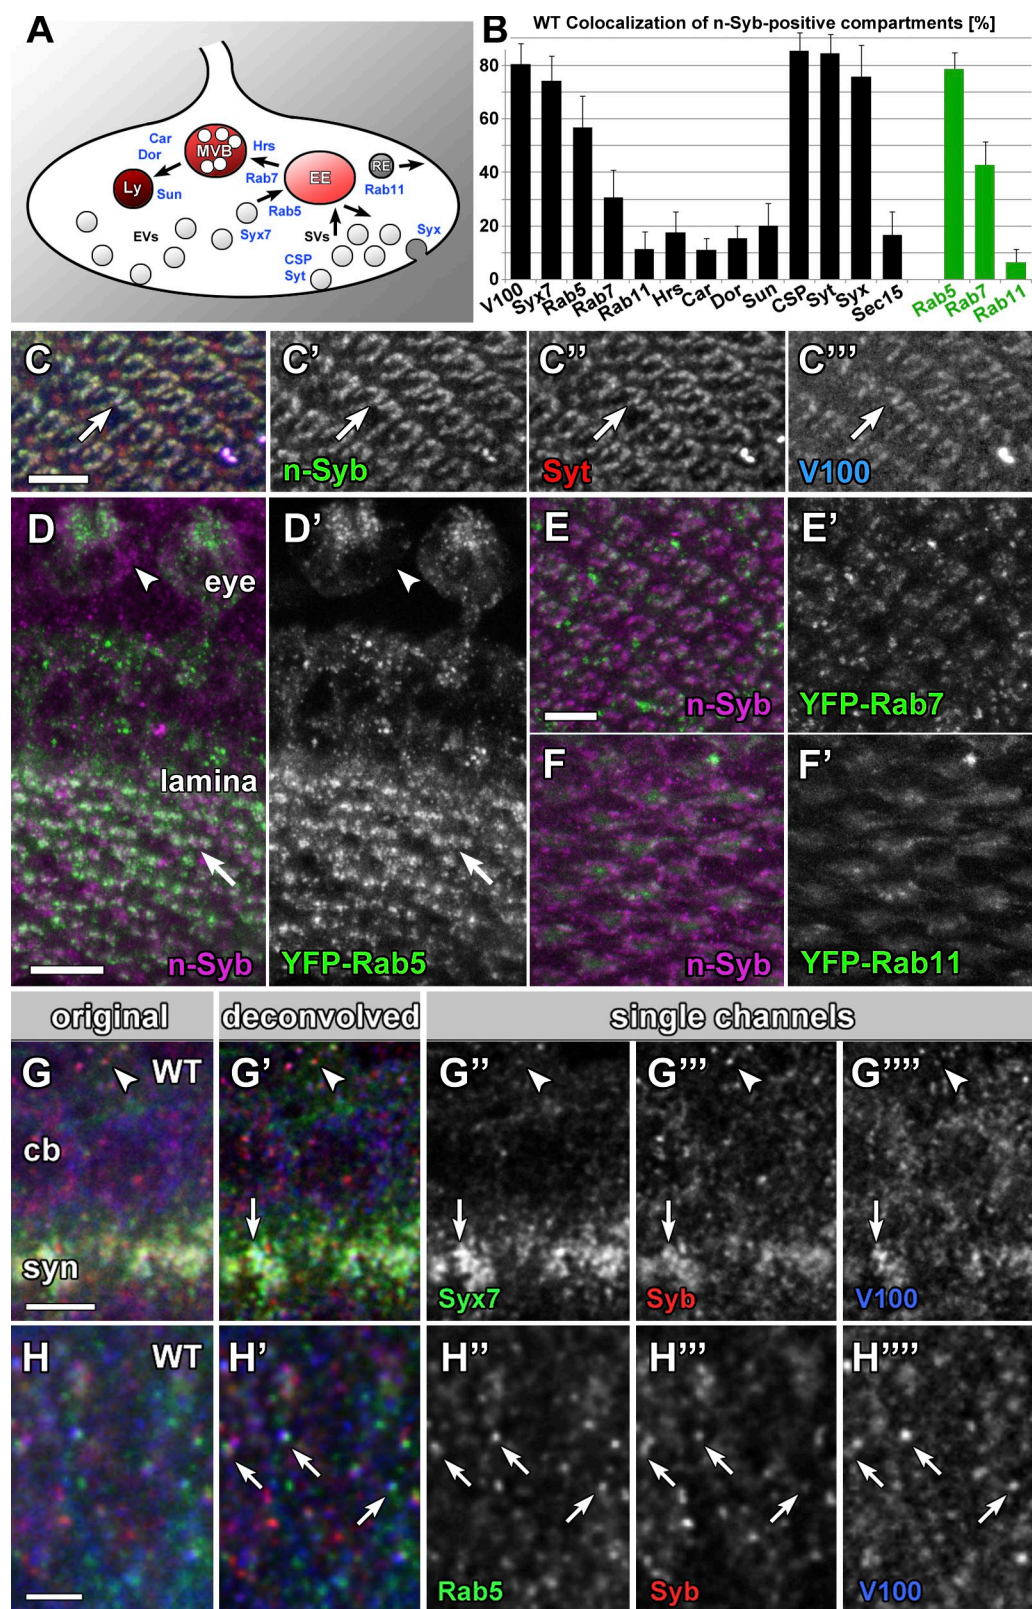 A
Car
Dor
MVB
Hrs
Ly
Sun
Rab7
EE
RE
Rab11
Rab5
Syx7
EVs
SVs
Syx
CSP
Syt
B
WT Colocalization of n-Syb-positive compartments [%]
80
60
40
20
0
V100 Syx7 Rab5 Rab7 Rab11 Hrs Car Dor Sun CSP Syt Syx Sec15 Rab5 Rab7 Rab11
C C' C'' C'''
n-Syb Syt V100
D D' E E'
eye
n-Syb YFP-Rab7
lamina F F'
n-Syb YFP-Rab5 n-Syb YFP-Rab11
original deconvolved single channels
G WT G' G'' G''' G''''
cb
syn
Syx7 Syb V100
H WT H' H'' H''' H''''
Rab5 Syb V100